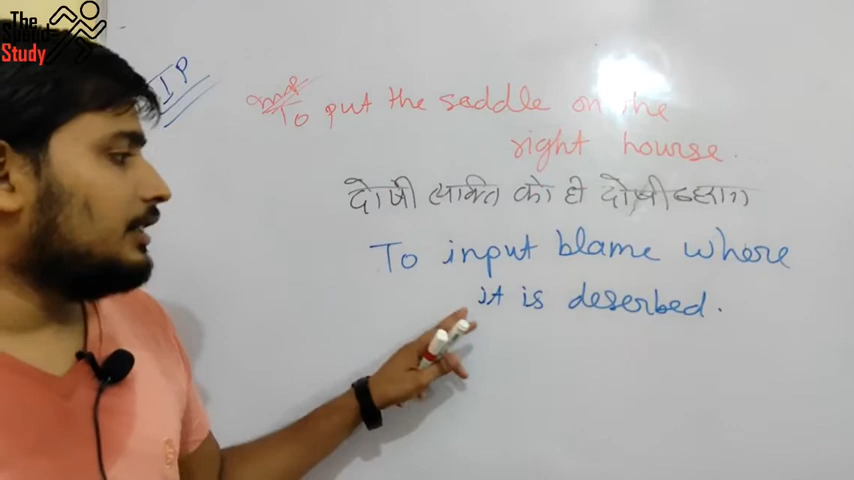 The
Study
IP
Imp
To put the saddle on the
right hourse.
दोषी व्यक्ति को ही दोषी
To input blame where
it is deserbed.